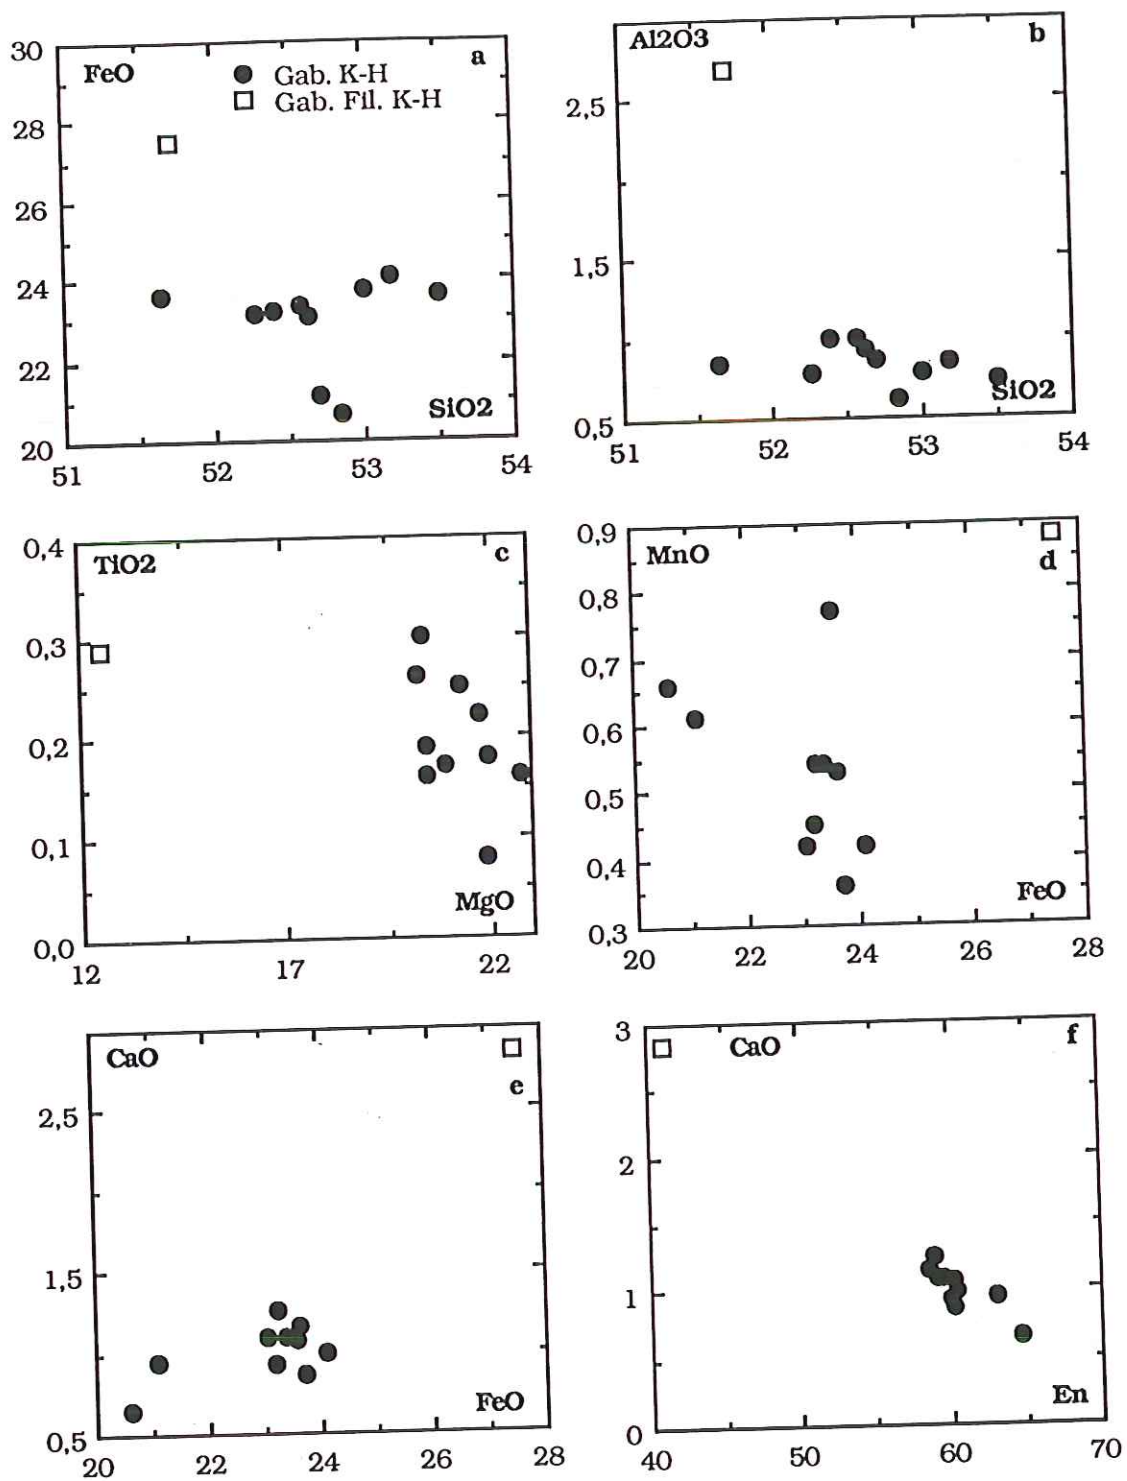 30
FeO
a
Gab. K-H
Gab. Fil. K-H
28
26
24
22
SiO2
20
51
52
53
54
Al2O3
b
2,5
1,5
SiO2
0,5
51
52
53
54
0,4
TiO2
c
0,3
0,2
0,1
MgO
0,0
12
17
22
0,9
MnO
d
0,8
0,7
0,6
0,5
0,4
FeO
0,3
20
22
24
26
28
CaO
e
2,5
1,5
FeO
0,5
20
22
24
26
28
3
CaO
f
2
1
En
0
40
50
60
70